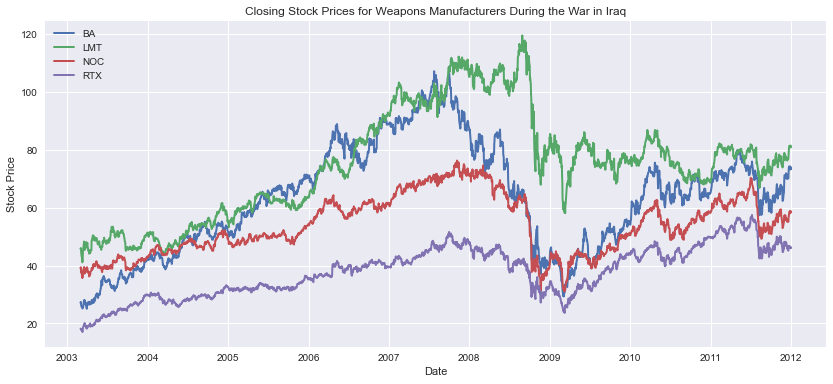 Closing Stock Prices for Weapons Manufacturers During the War in Iraq
BA
LMT
NOC
RTX
120
100
80
60
40
20
Stock Price
2003 2004 2005 2006 2007 2008 2009 2010 2011 2012
Date